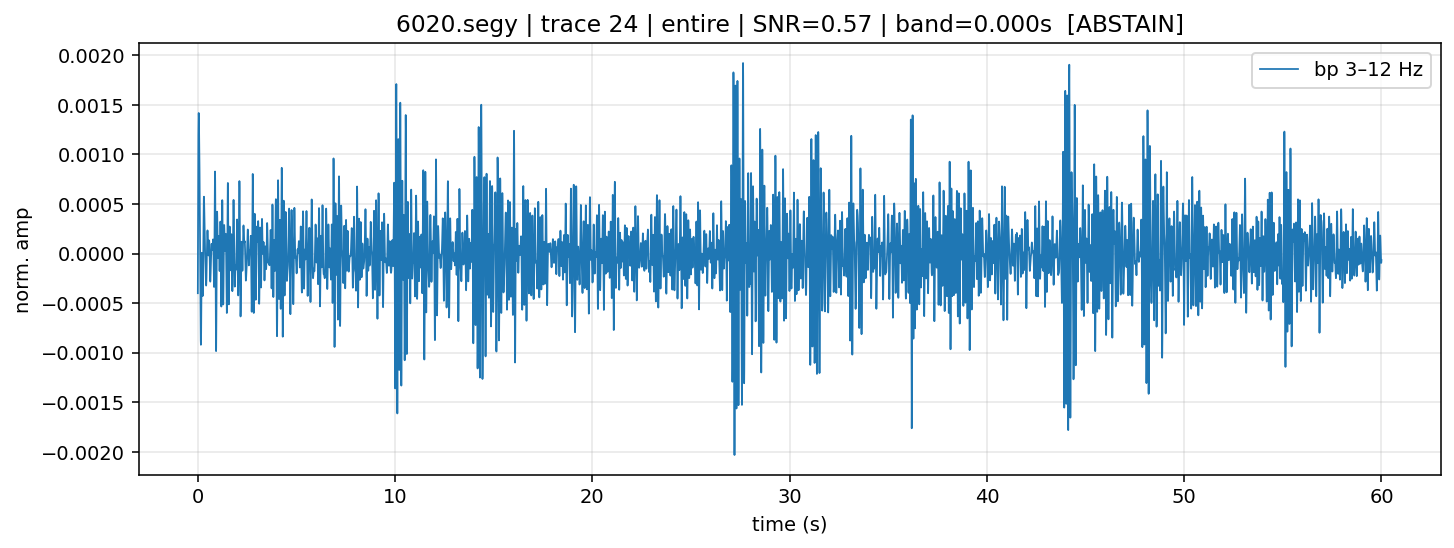 6020.segy | trace 24 | entire | SNR=0.57 | band=0.000s  [ABSTAIN]
bp 3–12 Hz
0.0020
0.0015
0.0010
0.0005
0.0000
−0.0005
−0.0010
−0.0015
−0.0020
norm. amp
0 10 20 30 40 50 60
time (s)